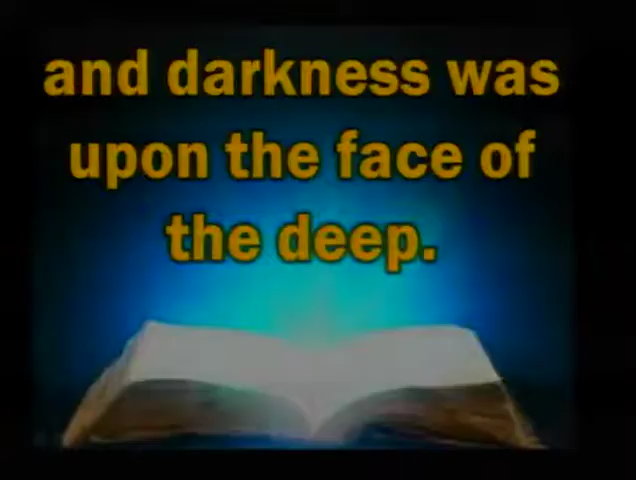 and darkness was
upon the face of
the deep.